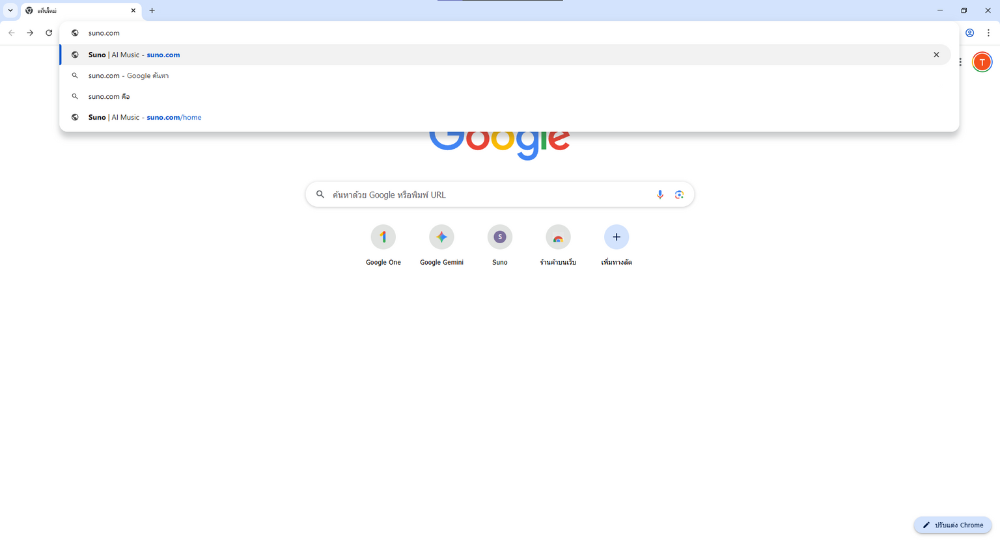 แท็บใหม่
suno.com
Suno | AI Music - suno.com
suno.com - Google ค้นหา
suno.com คือ
Suno | AI Music - suno.com/home
T
Google
ค้นหาด้วย Google หรือพิมพ์ URL
S
Google One
Google Gemini
Suno
ร้านค้าบนเว็บ
เพิ่มทางลัด
ปรับแต่ง Chrome